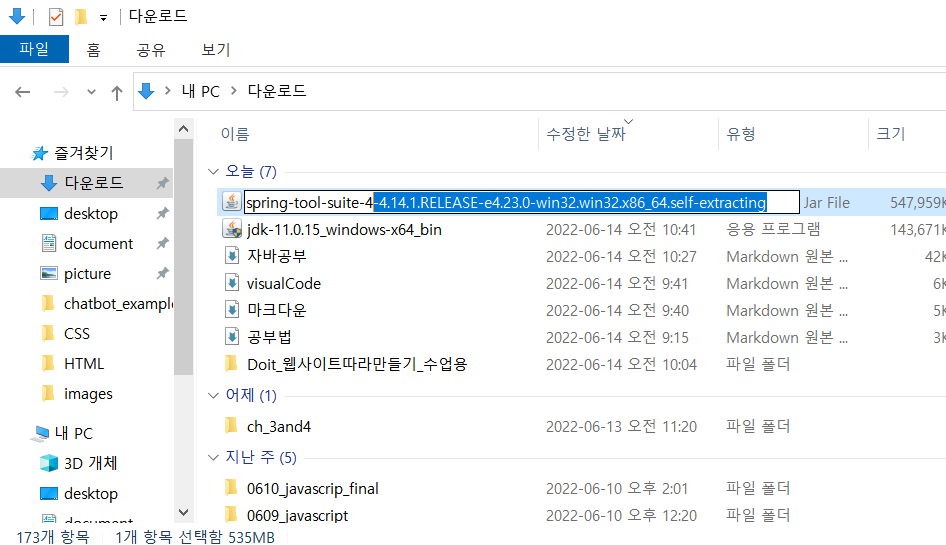 다운로드
파일 홈 공유 보기
내 PC 다운로드
이름 수정한 날짜 유형 크기
즐겨찾기
다운로드
desktop
document
picture
chatbot_example
CSS
HTML
images
내 PC
3D 개체
desktop
document
오늘 (7)
spring-tool-suite-4-4.14.1.RELEASE-e4.23.0-win32.win32.x86_64.self-extracting Jar File 547,959K
jdk-11.0.15_windows-x64_bin 2022-06-14 오전 10:41 응용 프로그램 143,671K
자바공부 2022-06-14 오전 10:27 Markdown 원본 ... 42K
visualCode 2022-06-14 오전 9:41 Markdown 원본 ... 6K
마크다운 2022-06-14 오전 9:40 Markdown 원본 ... 5K
공부법 2022-06-14 오전 9:15 Markdown 원본 ... 3K
Doit_웹사이트따라만들기_수업용 2022-06-14 오전 10:04 파일 폴더
어제 (1)
ch_3and4 2022-06-13 오전 11:20 파일 폴더
지난 주 (5)
0610_javascrip_final 2022-06-10 오후 2:01 파일 폴더
0609_javascript 2022-06-10 오후 12:20 파일 폴더
173개 항목 1개 항목 선택함 535MB